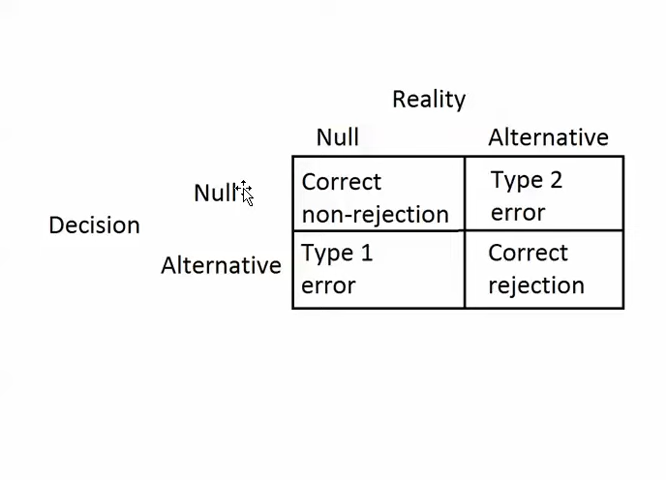 Reality
Null Alternative
Null
Correct
non-rejection
Type 2
error
Decision
Alternative
Type 1
error
Correct
rejection